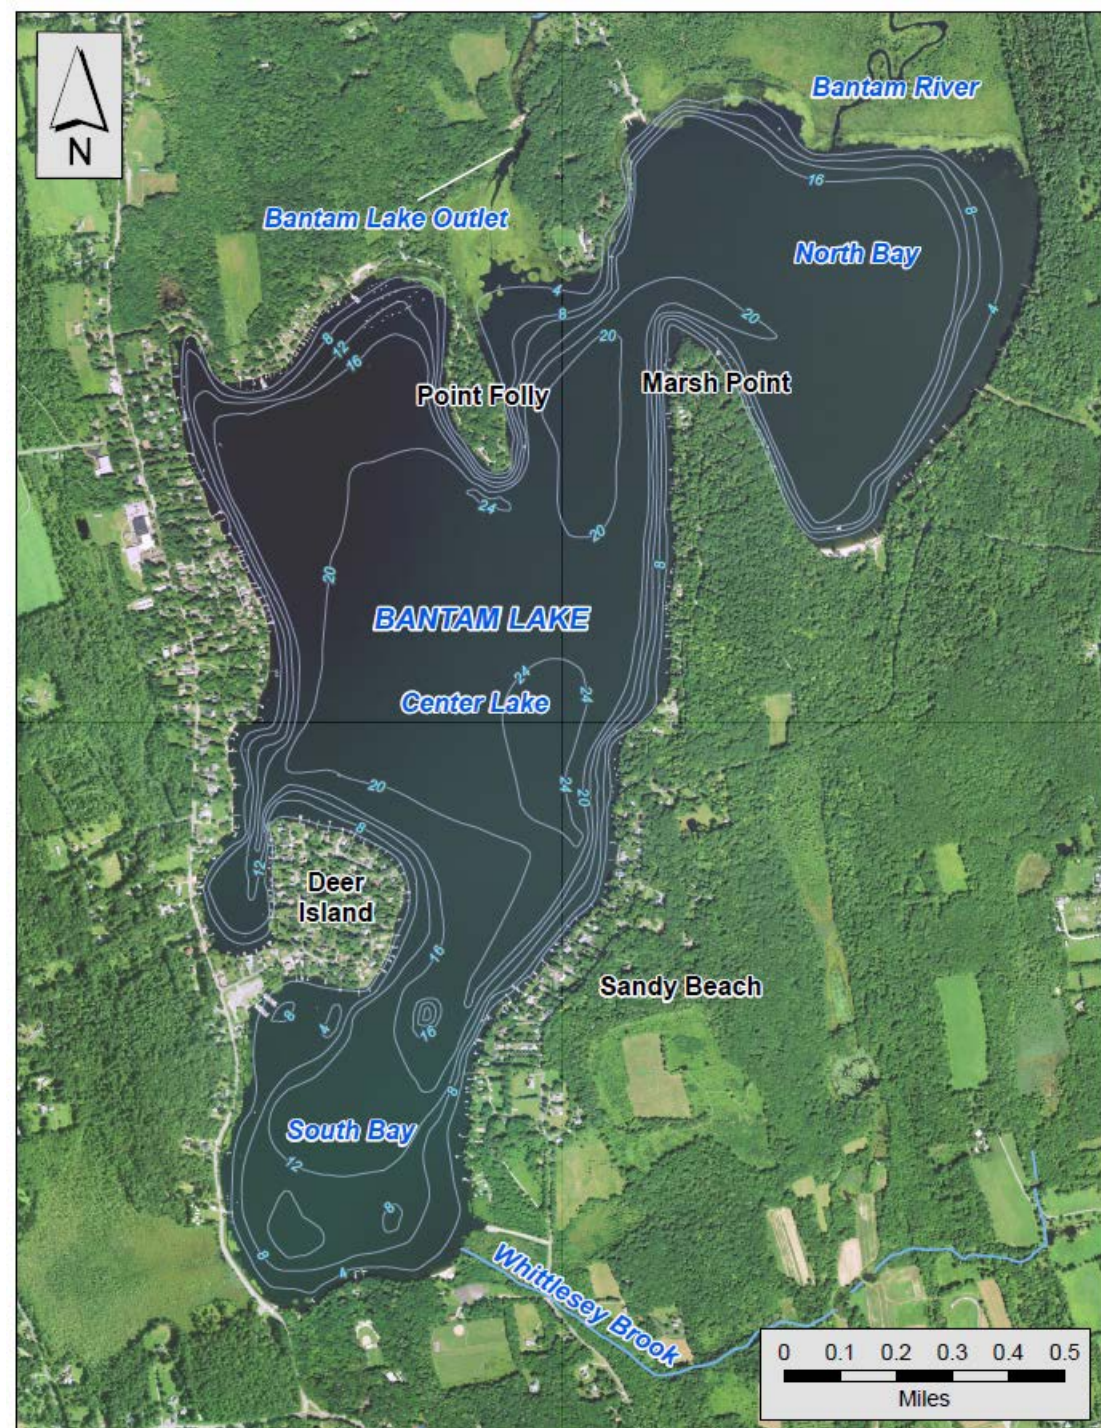 N
Bantam River
Bantam Lake Outlet
16
8
North Bay
4
4
8
20
20
8
12
16
Point Folly
Marsh Point
24
20
8
20
BANTAM LAKE
24
24
Center Lake
20
24
20
8
12
Deer
Island
16
Sandy Beach
8
4
16
8
South Bay
12
8
8
4
Whittlesey Brook
0 0.1 0.2 0.3 0.4 0.5
Miles